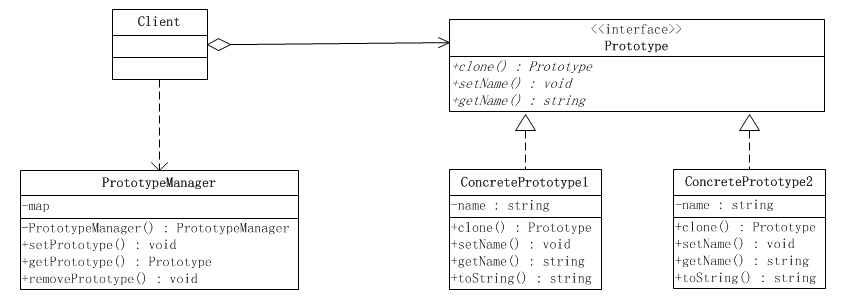 Client
<<interface>>
Prototype
+clone() : Prototype
+setName() : void
+getName() : string
PrototypeManager
-map
-PrototypeManager() : PrototypeManager
+setPrototype() : void
+getPrototype() : Prototype
+removePrototype() : void
ConcretePrototype1
-name : string
+clone() : Prototype
+setName() : void
+getName() : string
+toString() : string
ConcretePrototype2
-name : string
+clone() : Prototype
+setName() : void
+getName() : string
+toString() : string